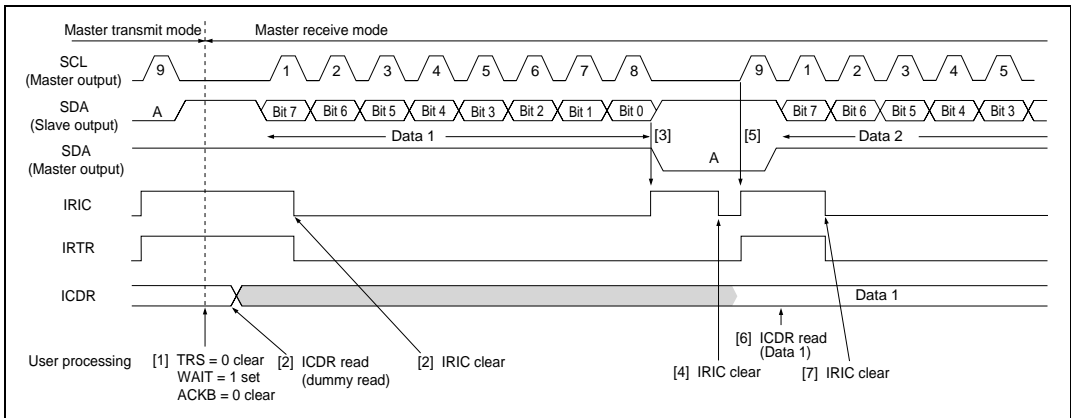 Master transmit mode Master receive mode
SCL
(Master output)
9 1 2 3 4 5 6 7 8 9 1 2 3 4 5
SDA
(Slave output)
A Bit 7 Bit 6 Bit 5 Bit 4 Bit 3 Bit 2 Bit 1 Bit 0 Bit 7 Bit 6 Bit 5 Bit 4 Bit 3
Data 1 [3] [5] Data 2
SDA
(Master output)
A
IRIC
IRTR
ICDR
Data 1
User processing
[1] TRS = 0 clear
WAIT = 1 set
ACKB = 0 clear
[2] ICDR read
(dummy read)
[2] IRIC clear
[4] IRIC clear
[6] ICDR read
(Data 1)
[7] IRIC clear